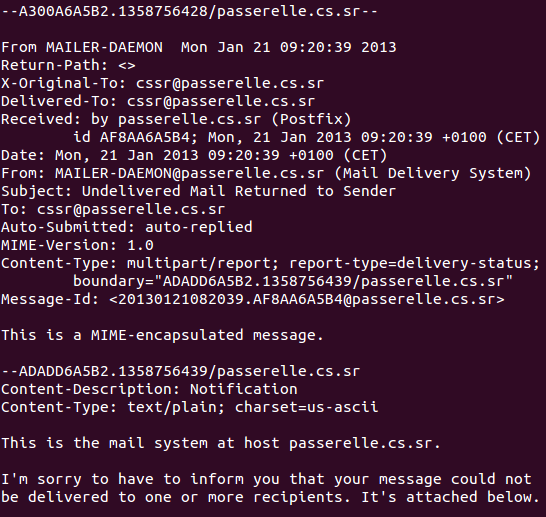 --A300A6A5B2.1358756428/passerelle.cs.sr--

From MAILER-DAEMON  Mon Jan 21 09:20:39 2013
Return-Path: <>
X-Original-To: cssr@passerelle.cs.sr
Delivered-To: cssr@passerelle.cs.sr
Received: by passerelle.cs.sr (Postfix)
        id AF8AA6A5B4; Mon, 21 Jan 2013 09:20:39 +0100 (CET)
Date: Mon, 21 Jan 2013 09:20:39 +0100 (CET)
From: MAILER-DAEMON@passerelle.cs.sr (Mail Delivery System)
Subject: Undelivered Mail Returned to Sender
To: cssr@passerelle.cs.sr
Auto-Submitted: auto-replied
MIME-Version: 1.0
Content-Type: multipart/report; report-type=delivery-status;
        boundary="ADADD6A5B2.1358756439/passerelle.cs.sr"
Message-Id: <20130121082039.AF8AA6A5B4@passerelle.cs.sr>

This is a MIME-encapsulated message.

--ADADD6A5B2.1358756439/passerelle.cs.sr
Content-Description: Notification
Content-Type: text/plain; charset=us-ascii

This is the mail system at host passerelle.cs.sr.

I'm sorry to have to inform you that your message could not
be delivered to one or more recipients. It's attached below.